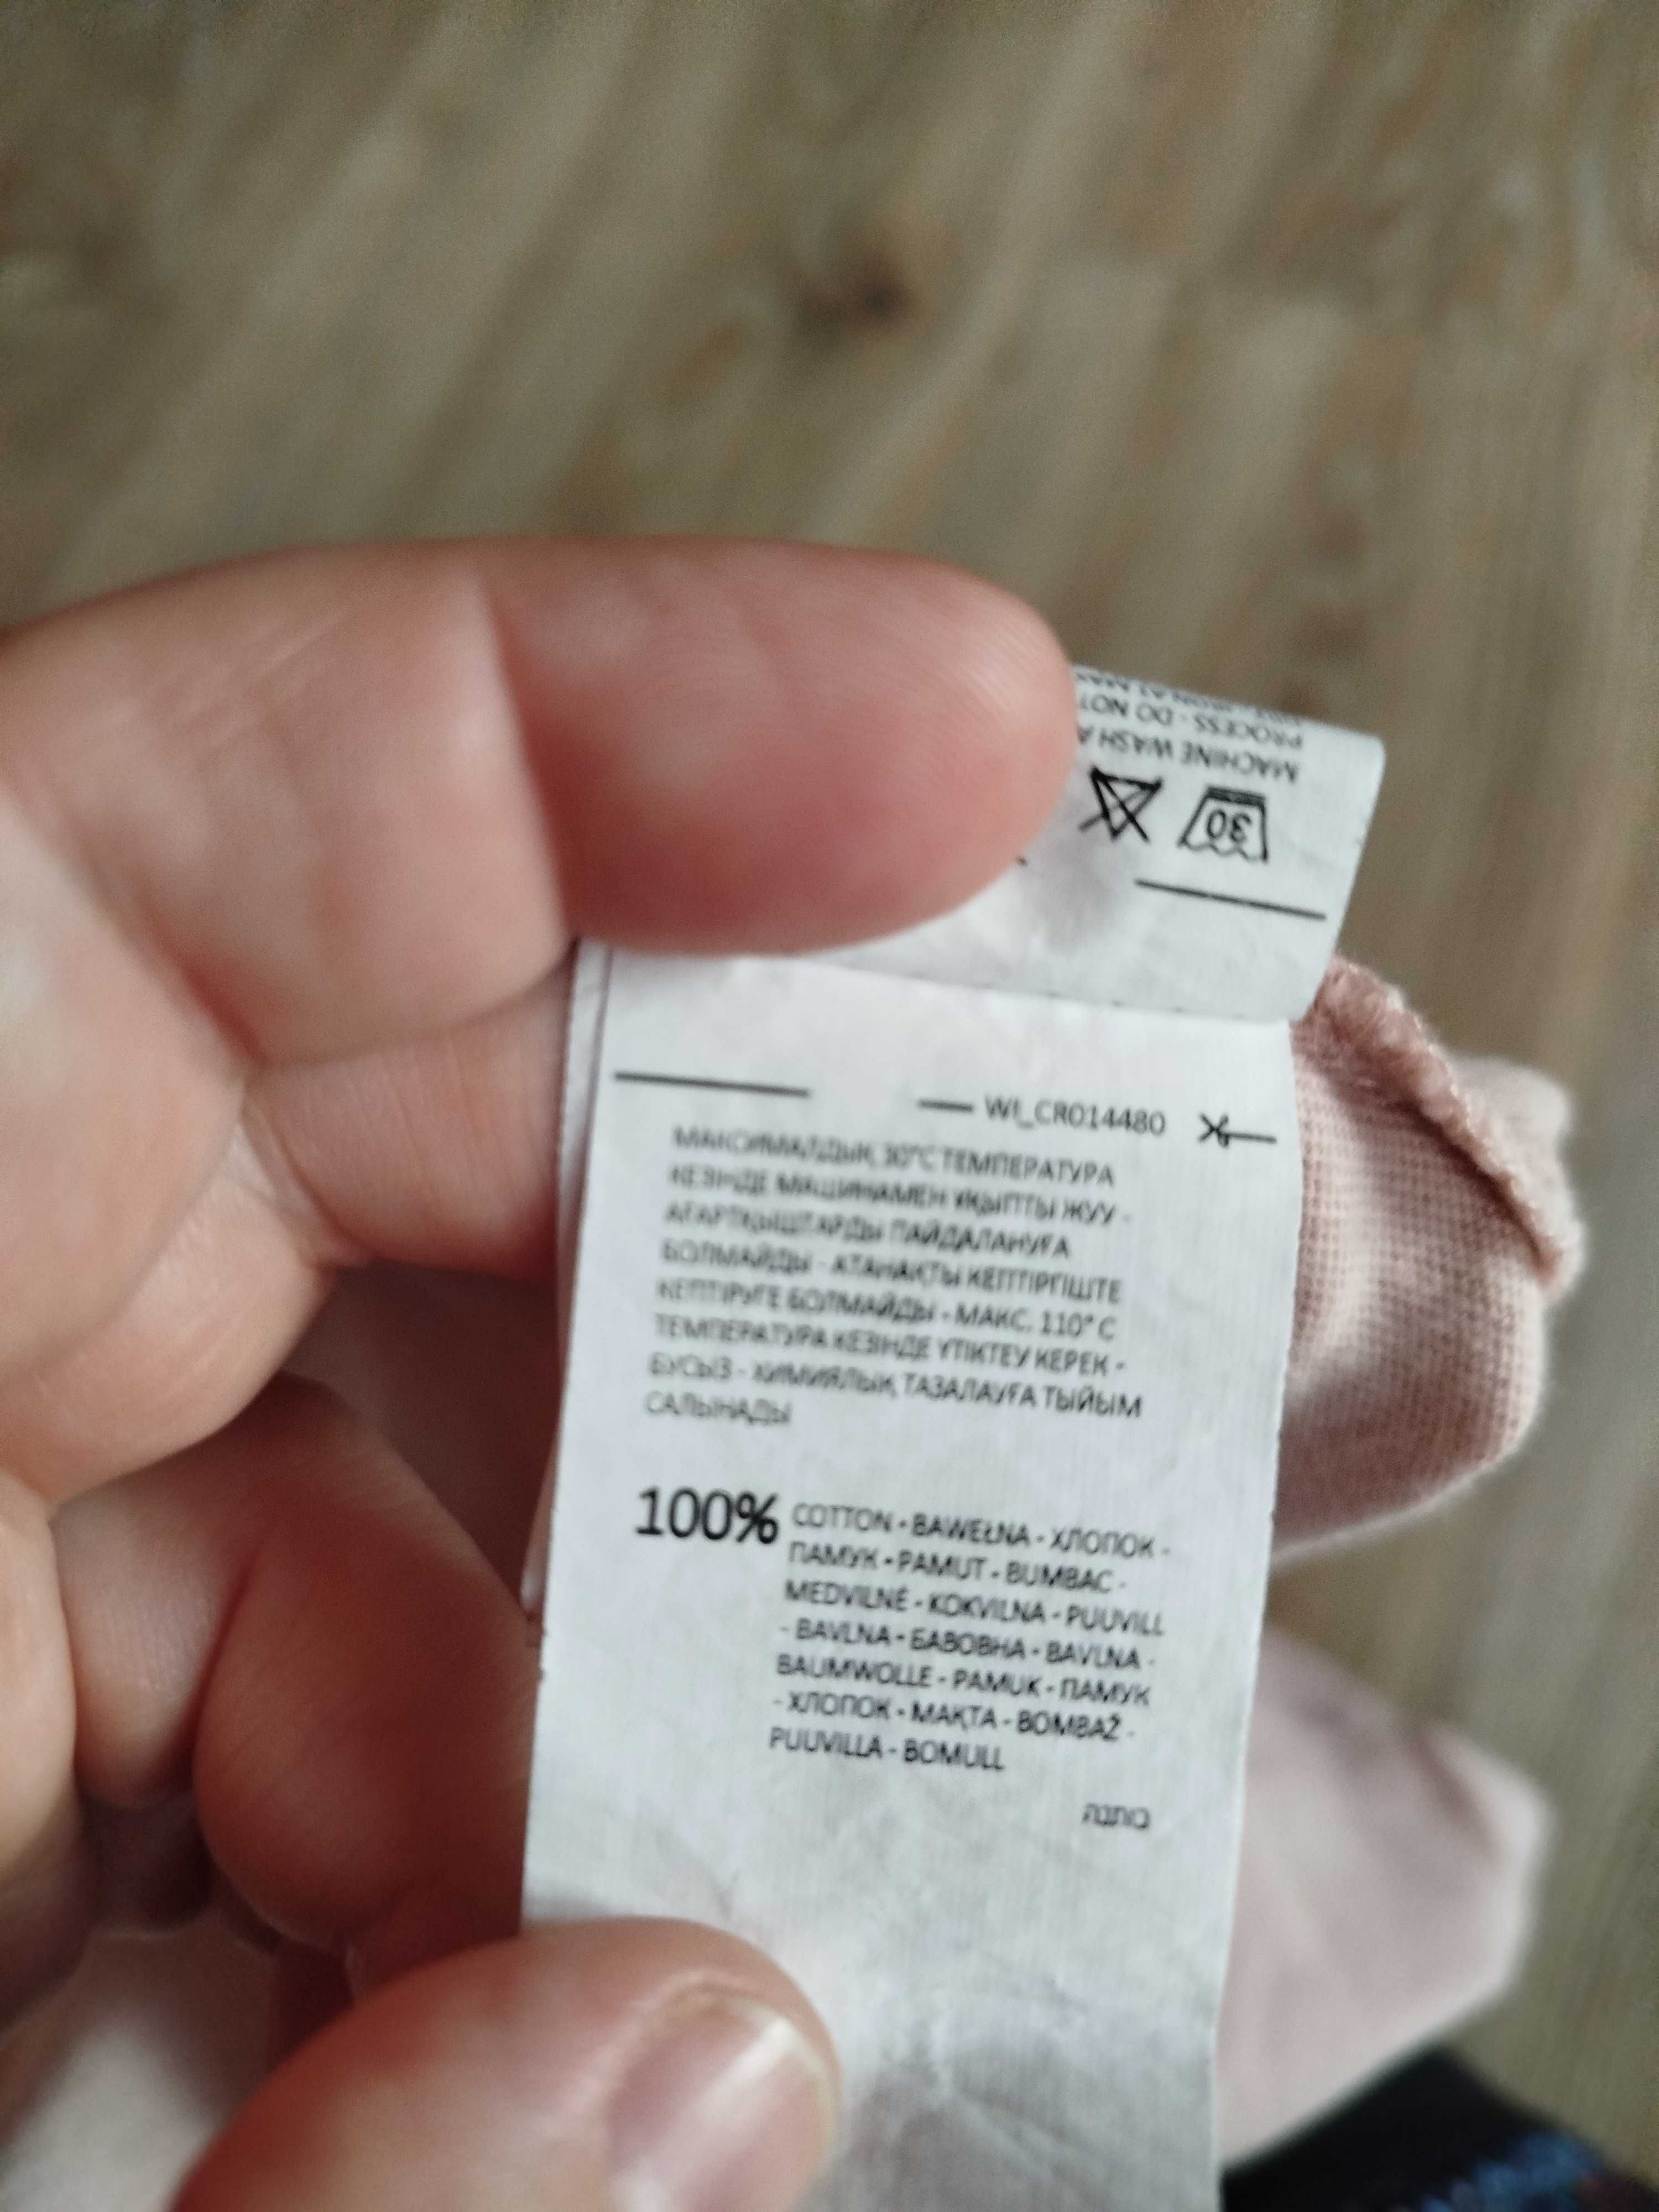 30
MACHINE WASH
PROCESS - DO NOT
WI_CR014480
МАКСИМАЛДЫҚ 30°C ТЕМПЕРАТУРА
КЕЗІНДЕ МАШИНАМЕН ҰҚЫПТЫ ЖУУ -
АҒАРТҚЫШТАРДЫ ПАЙДАЛАНУҒА
БОЛМАЙДЫ - АТАНАҚТЫ КЕПТІРГІШТЕ
КЕПТІРУГЕ БОЛМАЙДЫ - МАКС. 110° C
ТЕМПЕРАТУРА КЕЗІНДЕ ҮТІКТЕУ КЕРЕК -
БУСЫЗ - ХИМИЯЛЫҚ ТАЗАЛАУҒА ТЫЙЫМ
САЛЫНАДЫ
100% COTTON - BAWEŁNA - ХЛОПОК -
ПАМУК - PAMUT - BUMBAC -
MEDVILNĖ - KOKVILNA - PUUVILL
- BAVLNA - БАВОВНА - BAVLNA -
BAUMWOLLE - PAMUK - ПАМУК
- ХЛОПОК - МАҚТА - BOMBAŽ -
PUUVILLA - BOMULL
כותנה